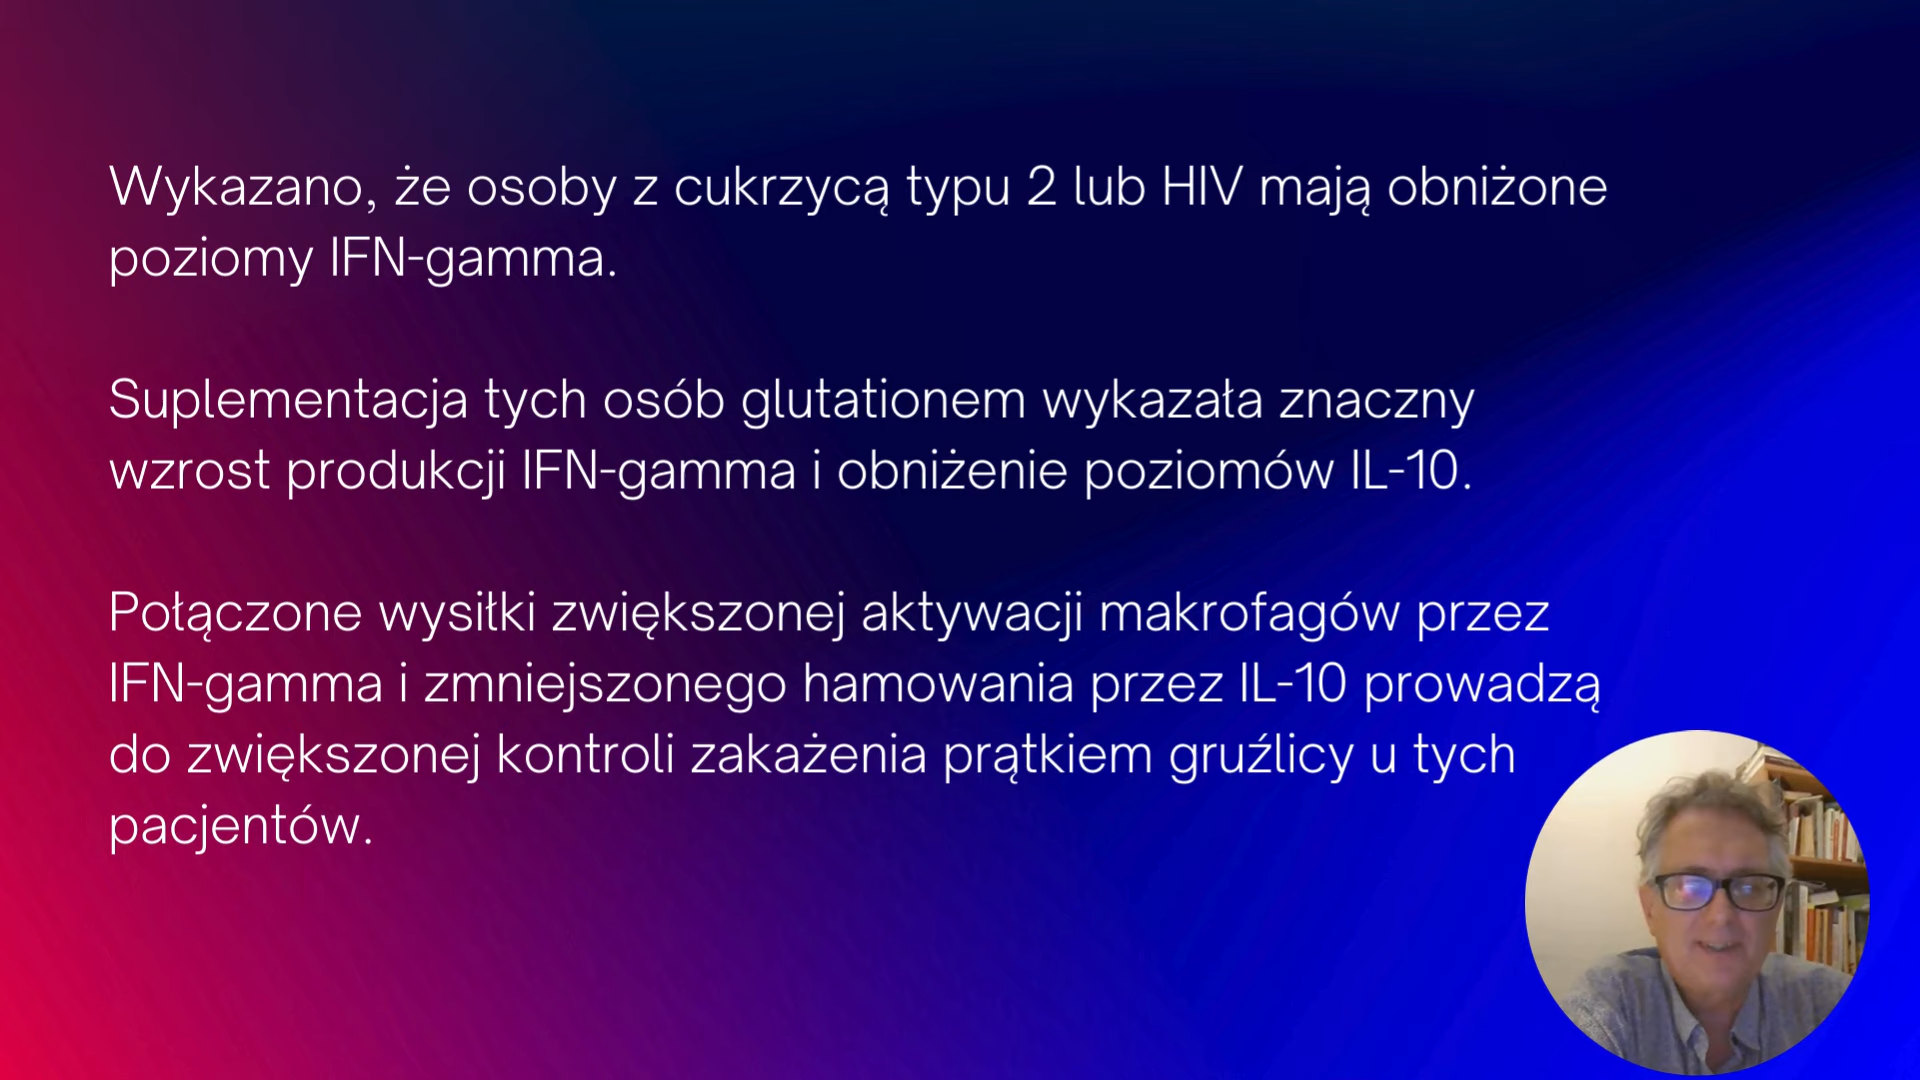 Wykazano, że osoby z cukrzycą typu 2 lub HIV mają obniżone
poziomy IFN-gamma.
Suplementacja tych osób glutationem wykazała znaczny
wzrost produkcji IFN-gamma i obniżenie poziomów IL-10.
Połączone wysiłki zwiększonej aktywacji makrofagów przez
IFN-gamma i zmniejszonego hamowania przez IL-10 prowadzą
do zwiększonej kontroli zakażenia prątkiem gruźlicy u tych
pacjentów.